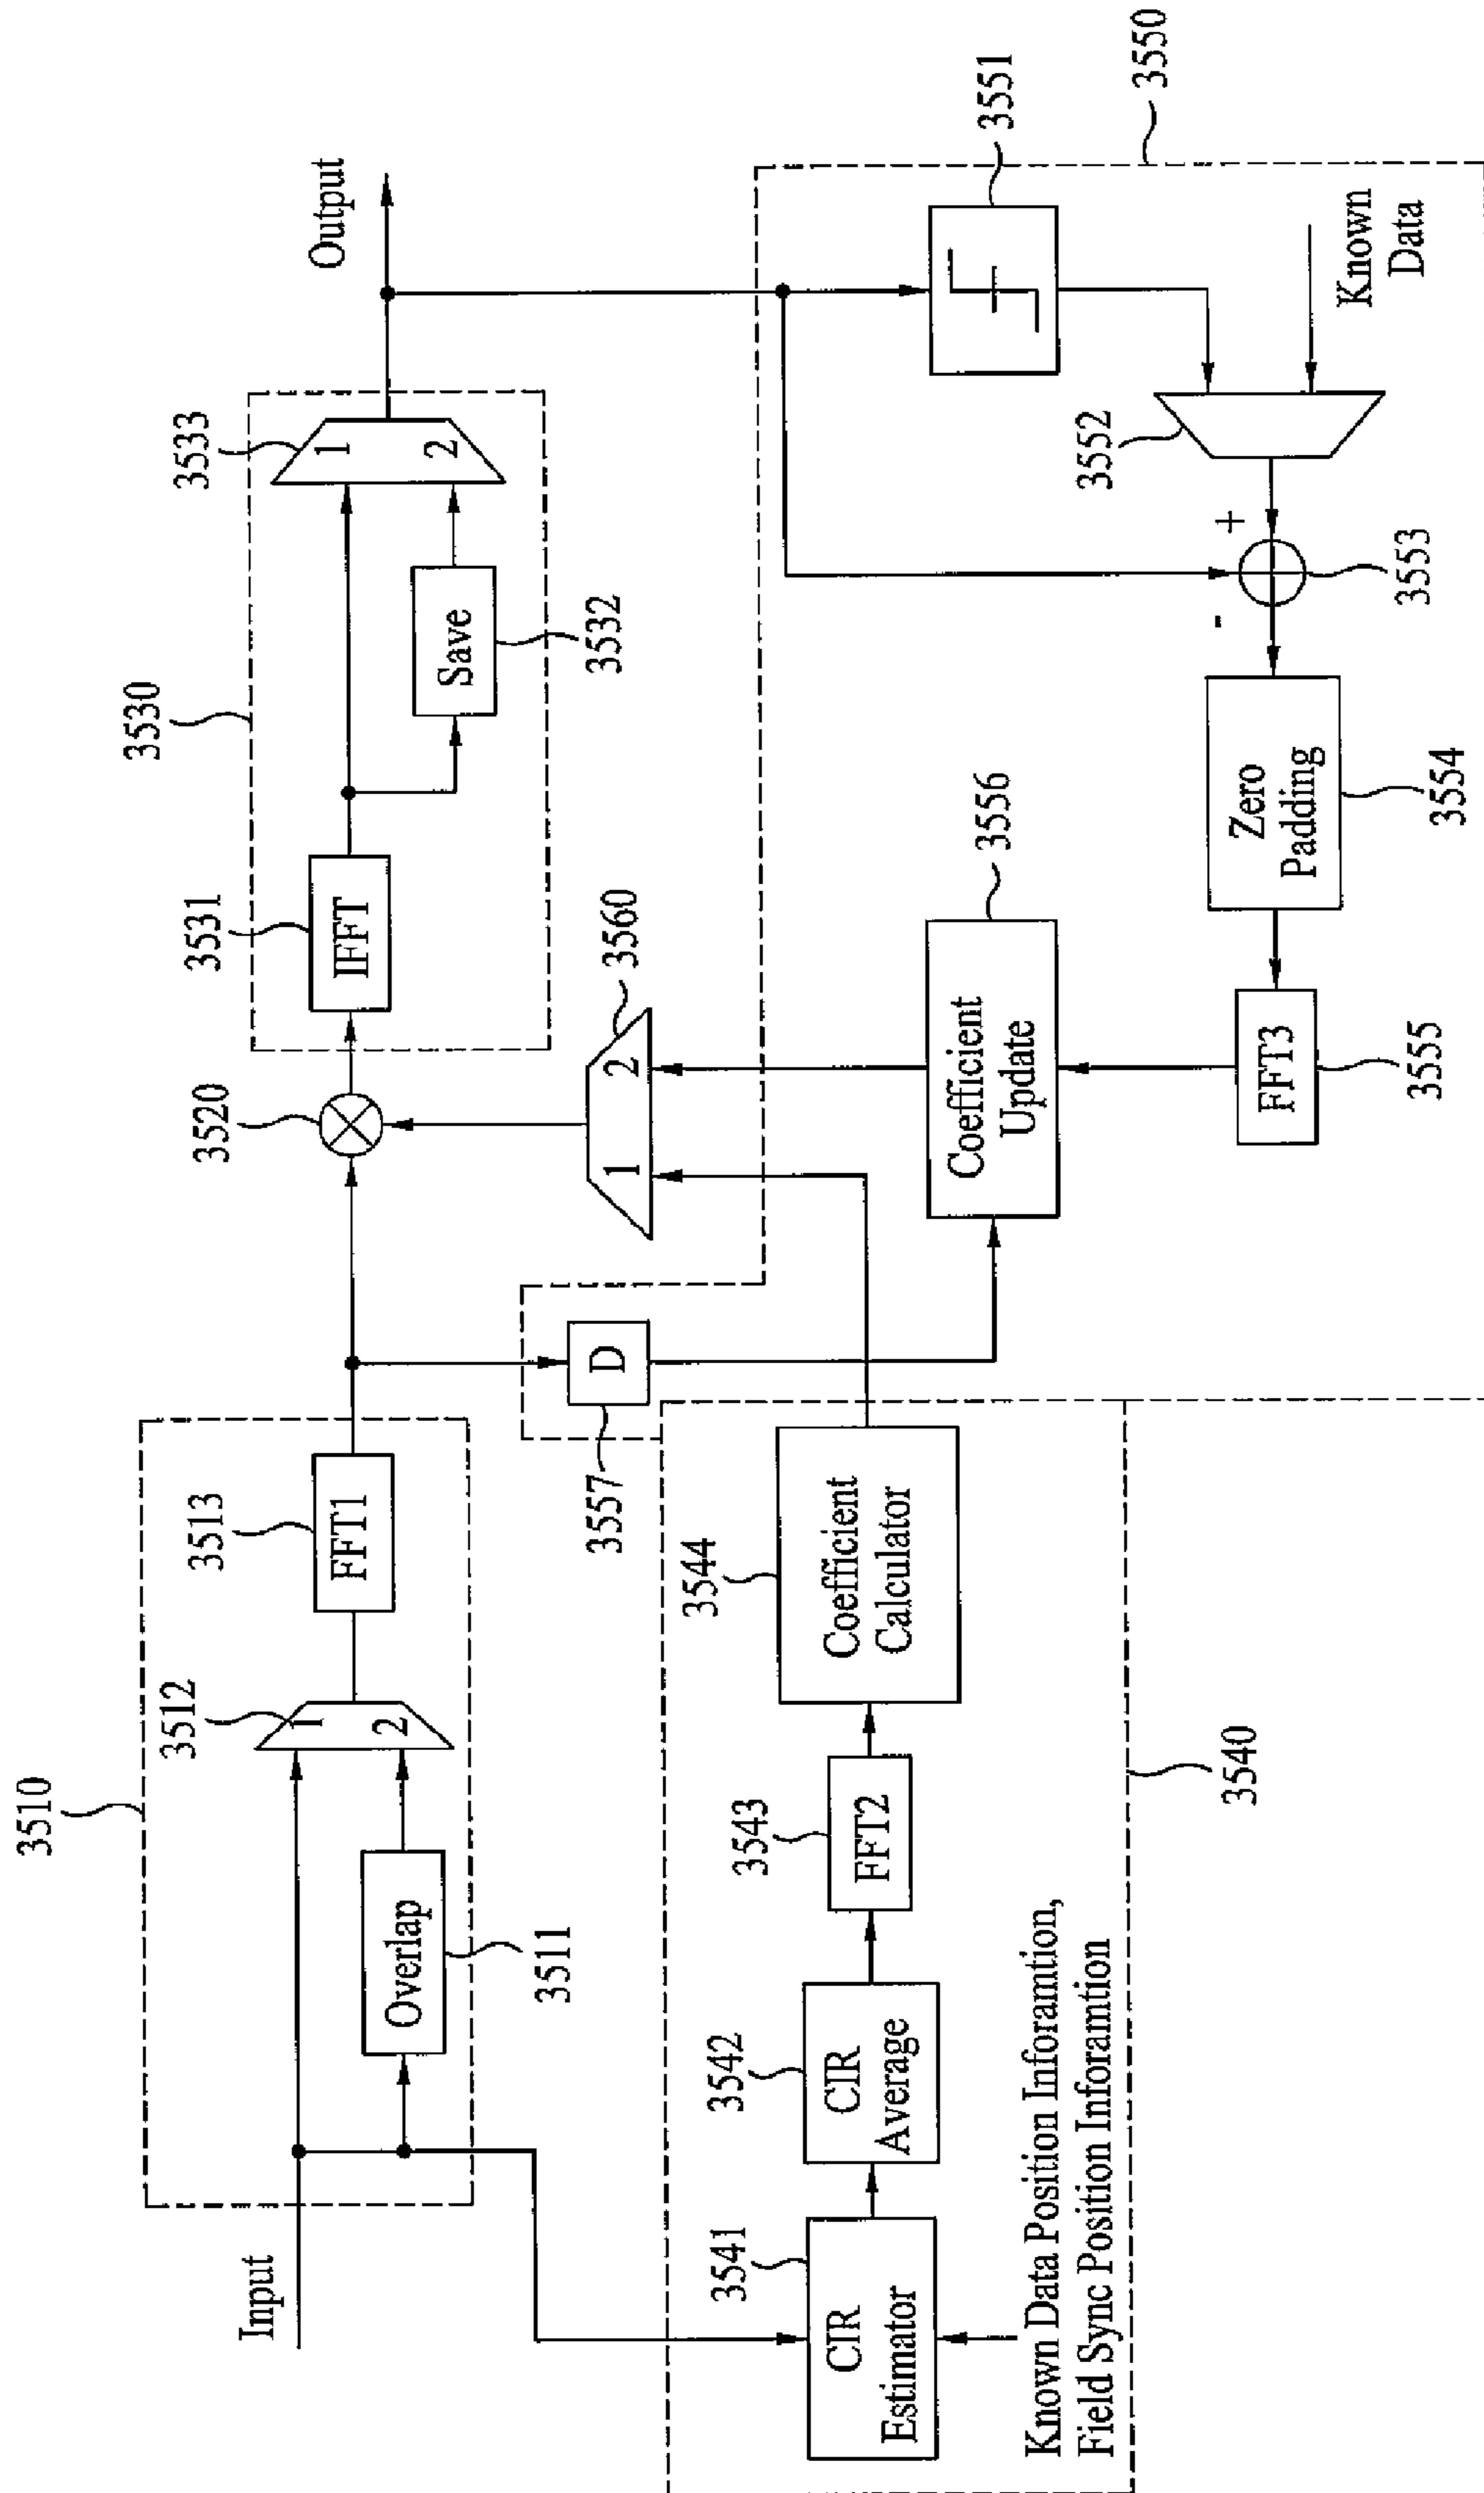 3510
Input
Overlap
3511
1
2
3512
FFT1
3513
3520
3530
IFFT
3531
Save
3532
1
2
3533
Output
D
3557
1
2
3560
CIR
Estimator
3541
CIR
Average
3542
FFT2
3543
Coefficient
Calculator
3544
Known Data Position Inforamtion,
Field Sync Position Inforamtion
3540
Coefficient
Update
3556
FFT3
3555
Zero
Padding
3554
-
+
3553
3552
3551
Known
Data
3550